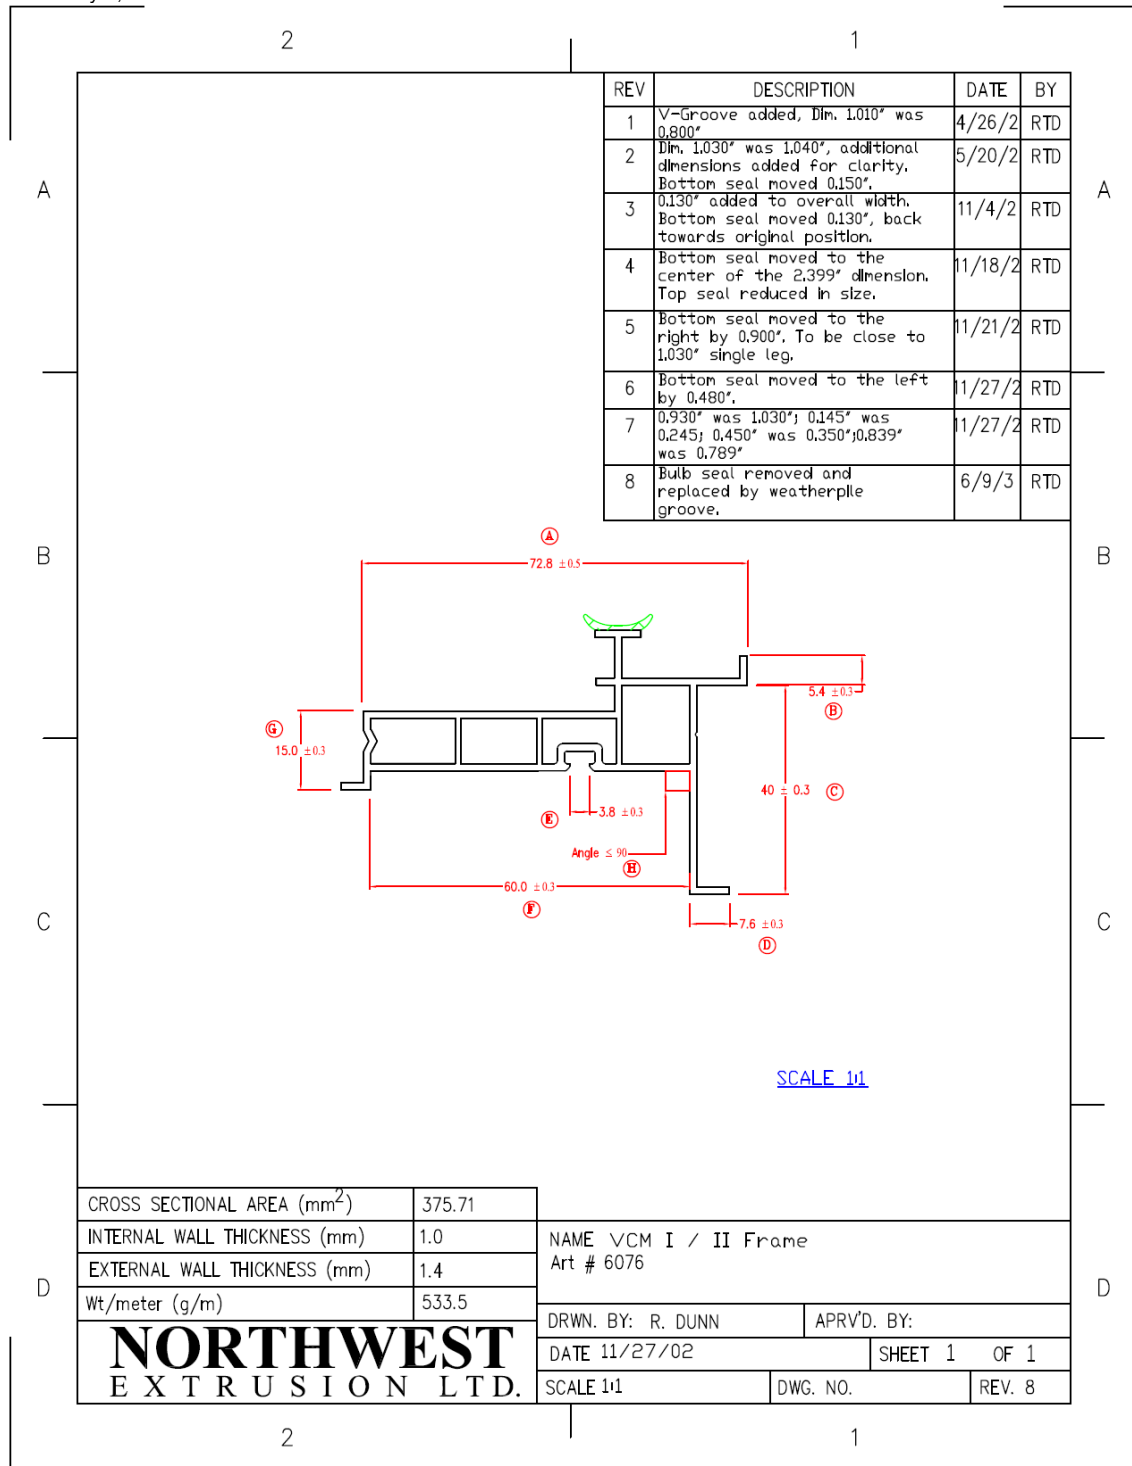 2 1
REV DESCRIPTION DATE BY
1 V-Groove added, Dim. 1.010" was 4/26/2 RTD
0.800"
2 Dim. 1.030" was 1.040", additional 5/20/2 RTD
dimensions added for clarity.
Bottom seal moved 0.150".
3 0.130" added to overall width. 11/4/2 RTD
Bottom seal moved 0.130", back
towards original position.
4 Bottom seal moved to the 11/18/2 RTD
center of the 2.399" dimension.
Top seal reduced in size.
5 Bottom seal moved to the 11/21/2 RTD
right by 0.900". To be close to
1.030" single leg.
6 Bottom seal moved to the left 11/27/2 RTD
by 0.480".
7 0.930" was 1.030"; 0.145" was 11/27/2 RTD
0.245; 0.450" was 0.350";0.839"
was 0.789"
8 Bulb seal removed and 6/9/3 RTD
replaced by weatherpile
groove.
A A
B B
C C
D D
A
72.8 ±0.5
5.4 ±0.3
B
G
15.0 ±0.3
40 ± 0.3 C
3.8 ±0.3
E
Angle ≤ 90
H
60.0 ±0.3
F
7.6 ±0.3
D
SCALE 1:1
CROSS SECTIONAL AREA (mm2) 375.71
INTERNAL WALL THICKNESS (mm) 1.0
EXTERNAL WALL THICKNESS (mm) 1.4
Wt/meter (g/m) 533.5
NORTHWEST
EXTRUSION LTD.
NAME VCM I / II Frame
Art # 6076
DRWN. BY: R. DUNN APRV'D. BY:
DATE 11/27/02 SHEET 1 OF 1
SCALE 1:1 DWG. NO. REV. 8
2 1